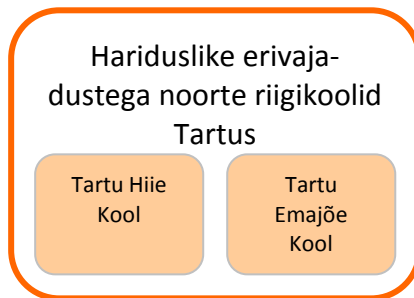 Hariduslike erivaja-
dustega noorte riigikoolid
Tartus
Tartu Hiie
Kool
Tartu
Emajõe
Kool